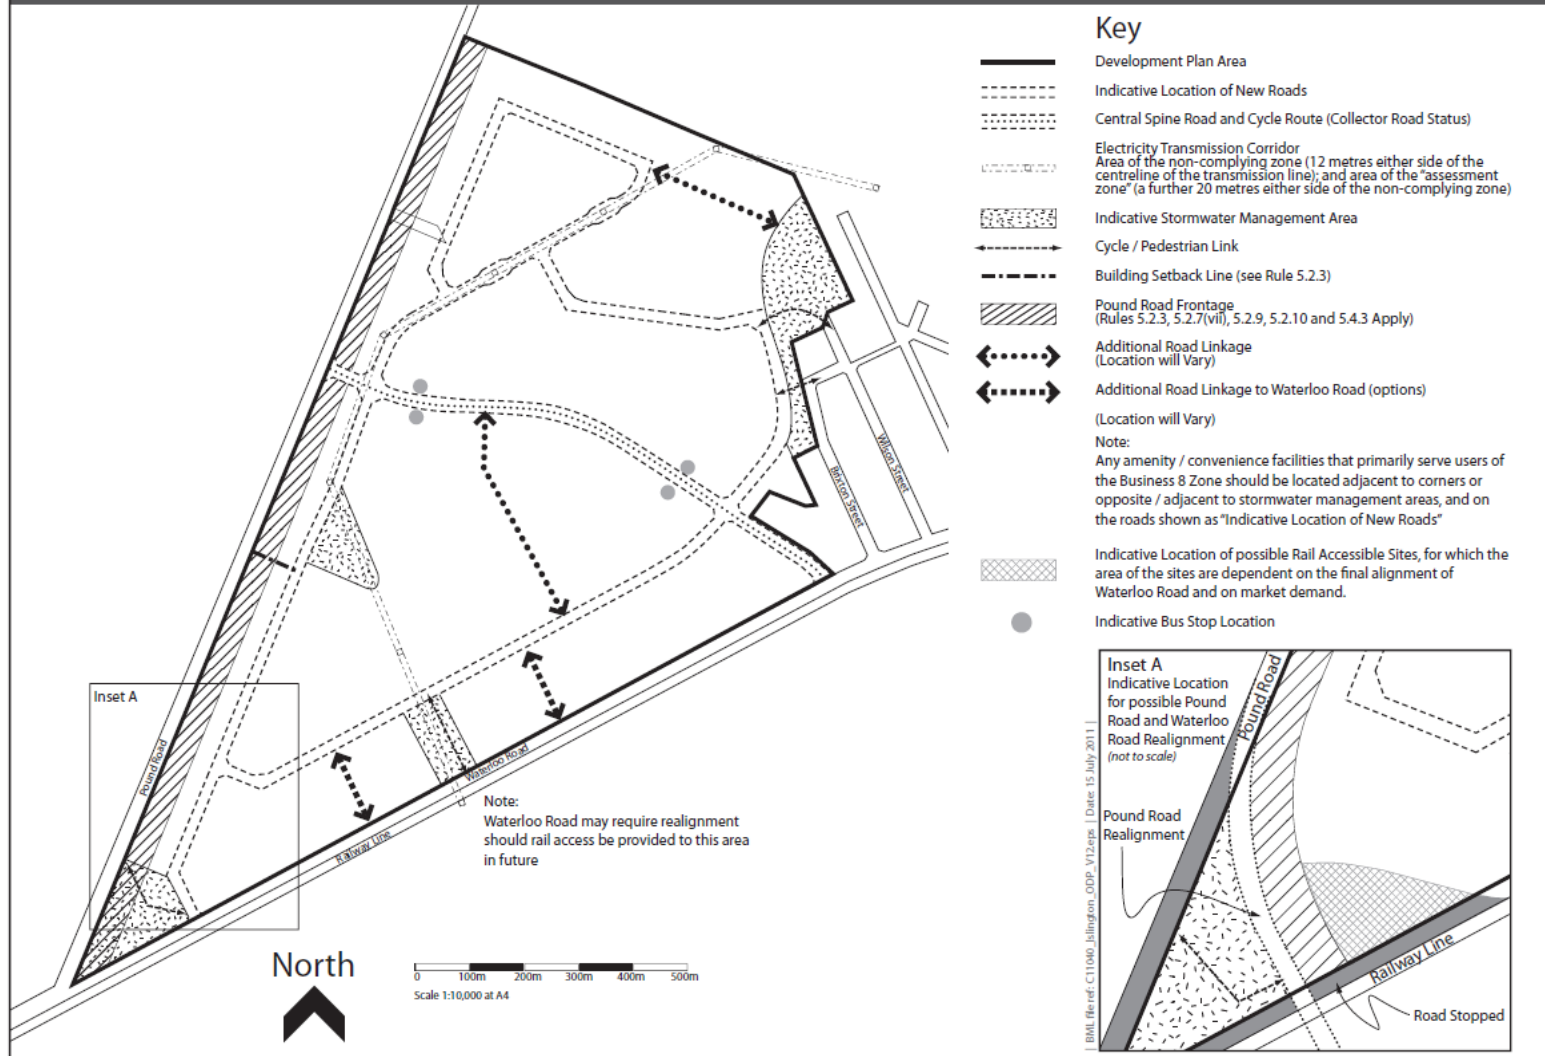 Key
Development Plan Area
Indicative Location of New Roads
Central Spine Road and Cycle Route (Collector Road Status)
Electricity Transmission Corridor
Area of the non-complying zone (12 metres either side of the
centreline of the transmission line); and area of the "assessment
zone" (a further 20 metres either side of the non-complying zone)
Indicative Stormwater Management Area
Cycle / Pedestrian Link
Building Setback Line (see Rule 5.2.3)
Pound Road Frontage
(Rules 5.2.3, 5.2.7(vii), 5.2.9, 5.2.10 and 5.4.3 Apply)
Additional Road Linkage
(Location will Vary)
Additional Road Linkage to Waterloo Road (options)
(Location will Vary)
Note:
Any amenity / convenience facilities that primarily serve users of
the Business 8 Zone should be located adjacent to corners or
opposite / adjacent to stormwater management areas, and on
the roads shown as "Indicative Location of New Roads"
Indicative Location of possible Rail Accessible Sites, for which the
area of the sites are dependent on the final alignment of
Waterloo Road and on market demand.
Indicative Bus Stop Location
Wilson Street
Brixton Street
Inset A
Pound Road
Waterloo Road
Railway Line
Note:
Waterloo Road may require realignment
should rail access be provided to this area
in future
North
0 100m 200m 300m 400m 500m
Scale 1:10,000 at A4
| BML file ref: C11040_Islington_ODP_V12.eps | Date: 15 July 2011 |
Inset A
Indicative Location
for possible Pound
Road and Waterloo
Road Realignment
(not to scale)
Pound Road
Pound Road
Realignment
Railway Line
Road Stopped